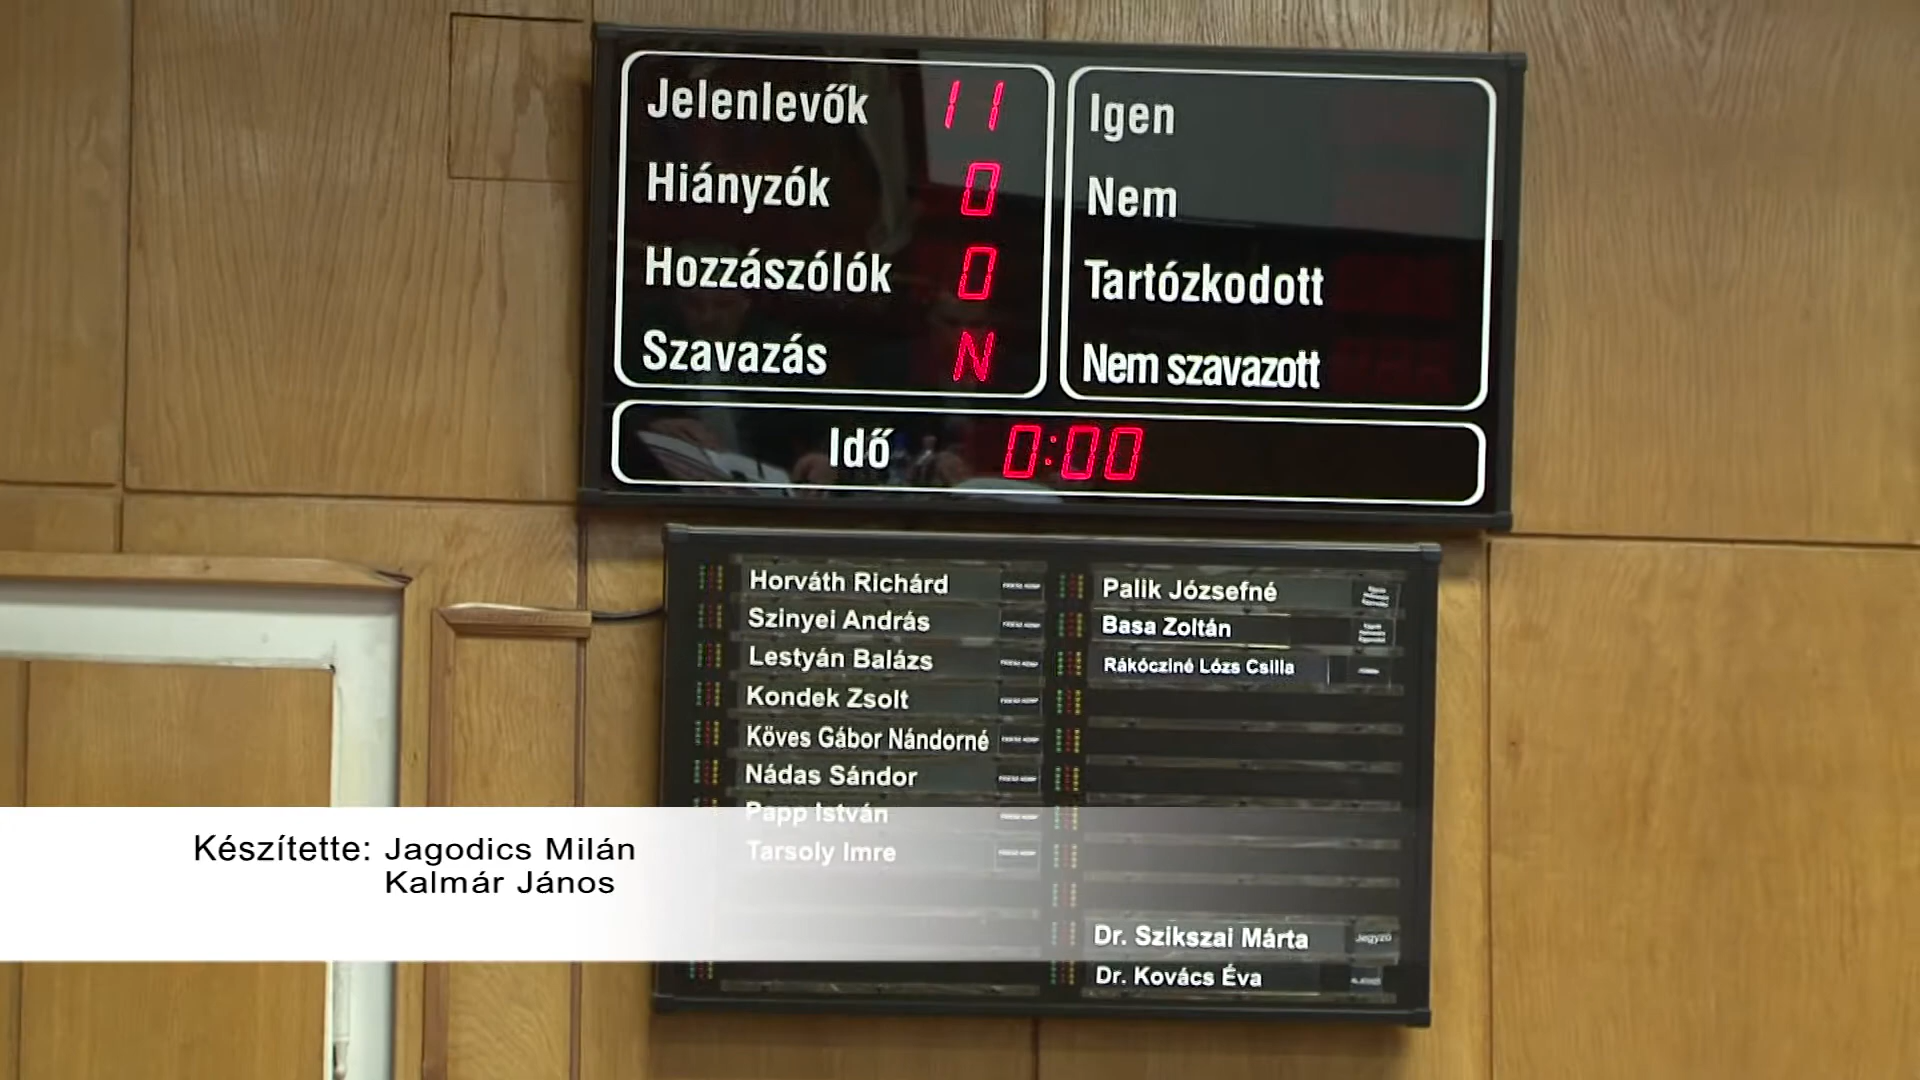 Jelenlevők 11
Hiányzók 0
Hozzászólók 0
Szavazás N
Igen
Nem
Tartózkodott
Nem szavazott
Idő 0:00
Horváth Richárd
Szinyei András
Lestyán Balázs
Kondek Zsolt
Köves Gábor Nándorné
Nádas Sándor
Papp István
Tarsoly Imre
Palik Józsefné
Basa Zoltán
Rákócziné Lózs Csilla
Dr. Szikszai Márta Jegyző
Dr. Kovács Éva
Készítette: Jagodics Milán
Kalmár János